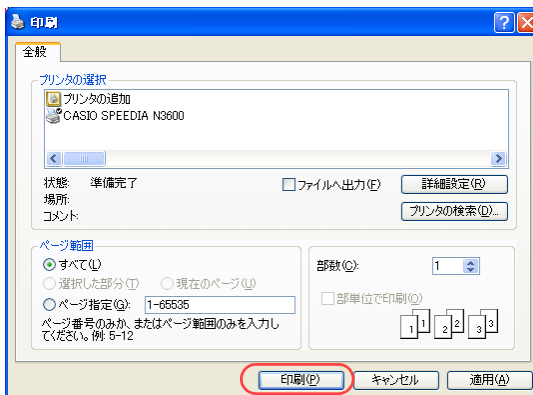 印刷
全般
プリンタの選択
プリンタの追加
CASIO SPEEDIA N3600
状態: 準備完了
場所:
コメント:
ファイルへ出力(F)
詳細設定(R)
プリンタの検索(D)...
ページ範囲
すべて(L)
選択した部分(T) 現在のページ(U)
ページ指定(G): 1-65535
ページ番号のみか、またはページ範囲のみを入力し
てください。例: 5-12
部数(C): 1
部単位で印刷(O)
1 1 2 2 3 3
印刷(P) キャンセル 適用(A)